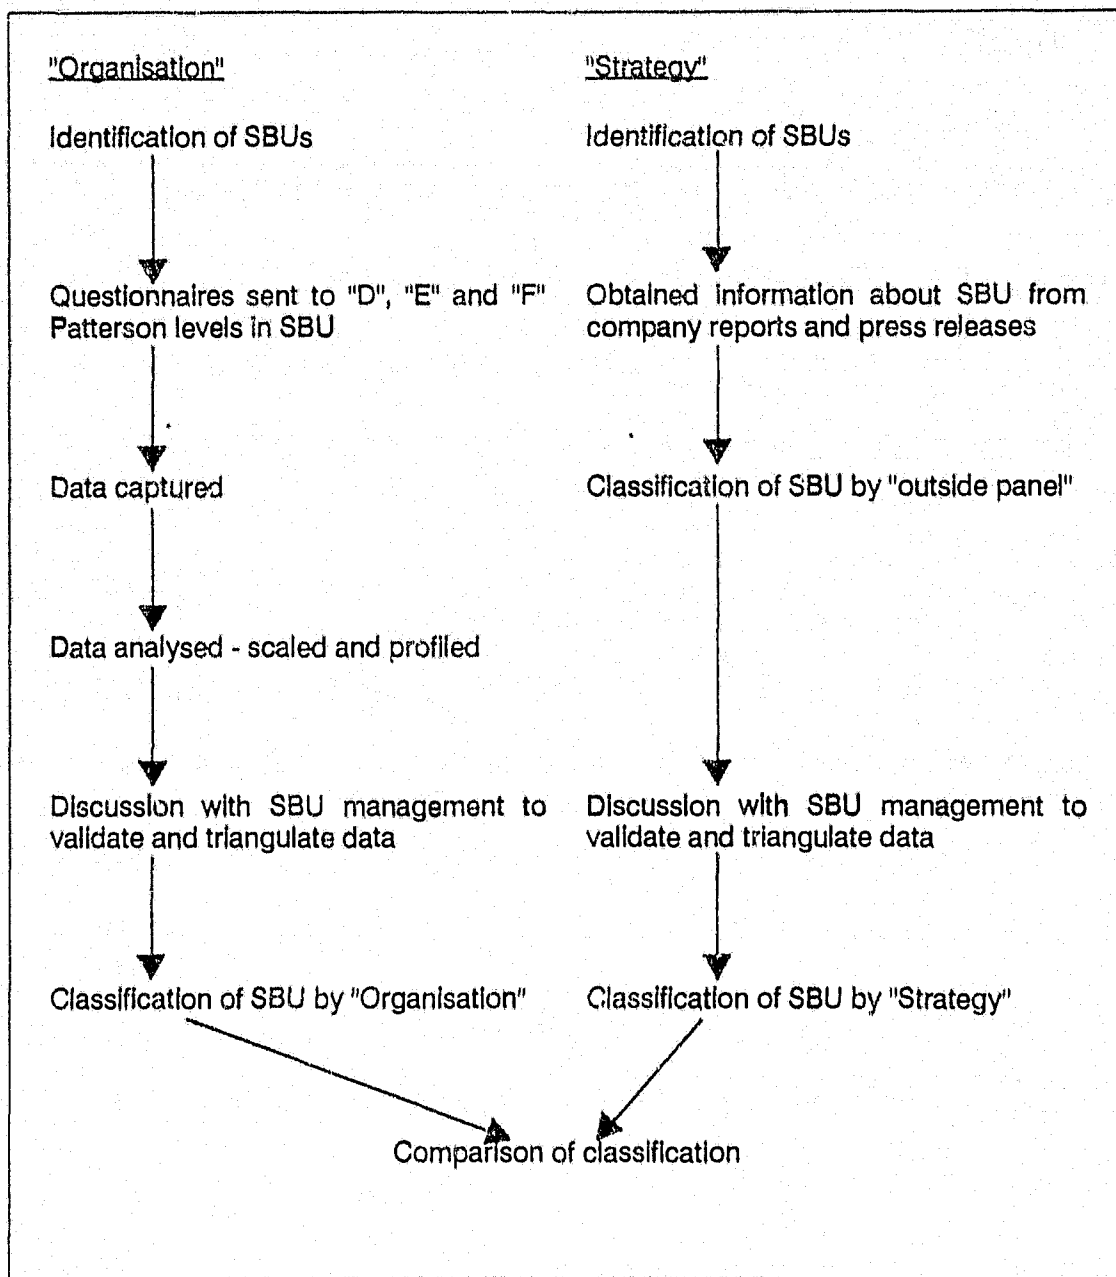 "Organisation"
Identification of SBUs
Questionnaires sent to "D", "E" and "F"
Patterson levels in SBU
Data captured
Data analysed - scaled and profiled
Discussion with SBU management to
validate and triangulate data
Classification of SBU by "Organisation"
"Strategy"
Identification of SBUs
Obtained information about SBU from
company reports and press releases
Classification of SBU by "outside panel"
Discussion with SBU management to
validate and triangulate data
Classification of SBU by "Strategy"
Comparison of classification